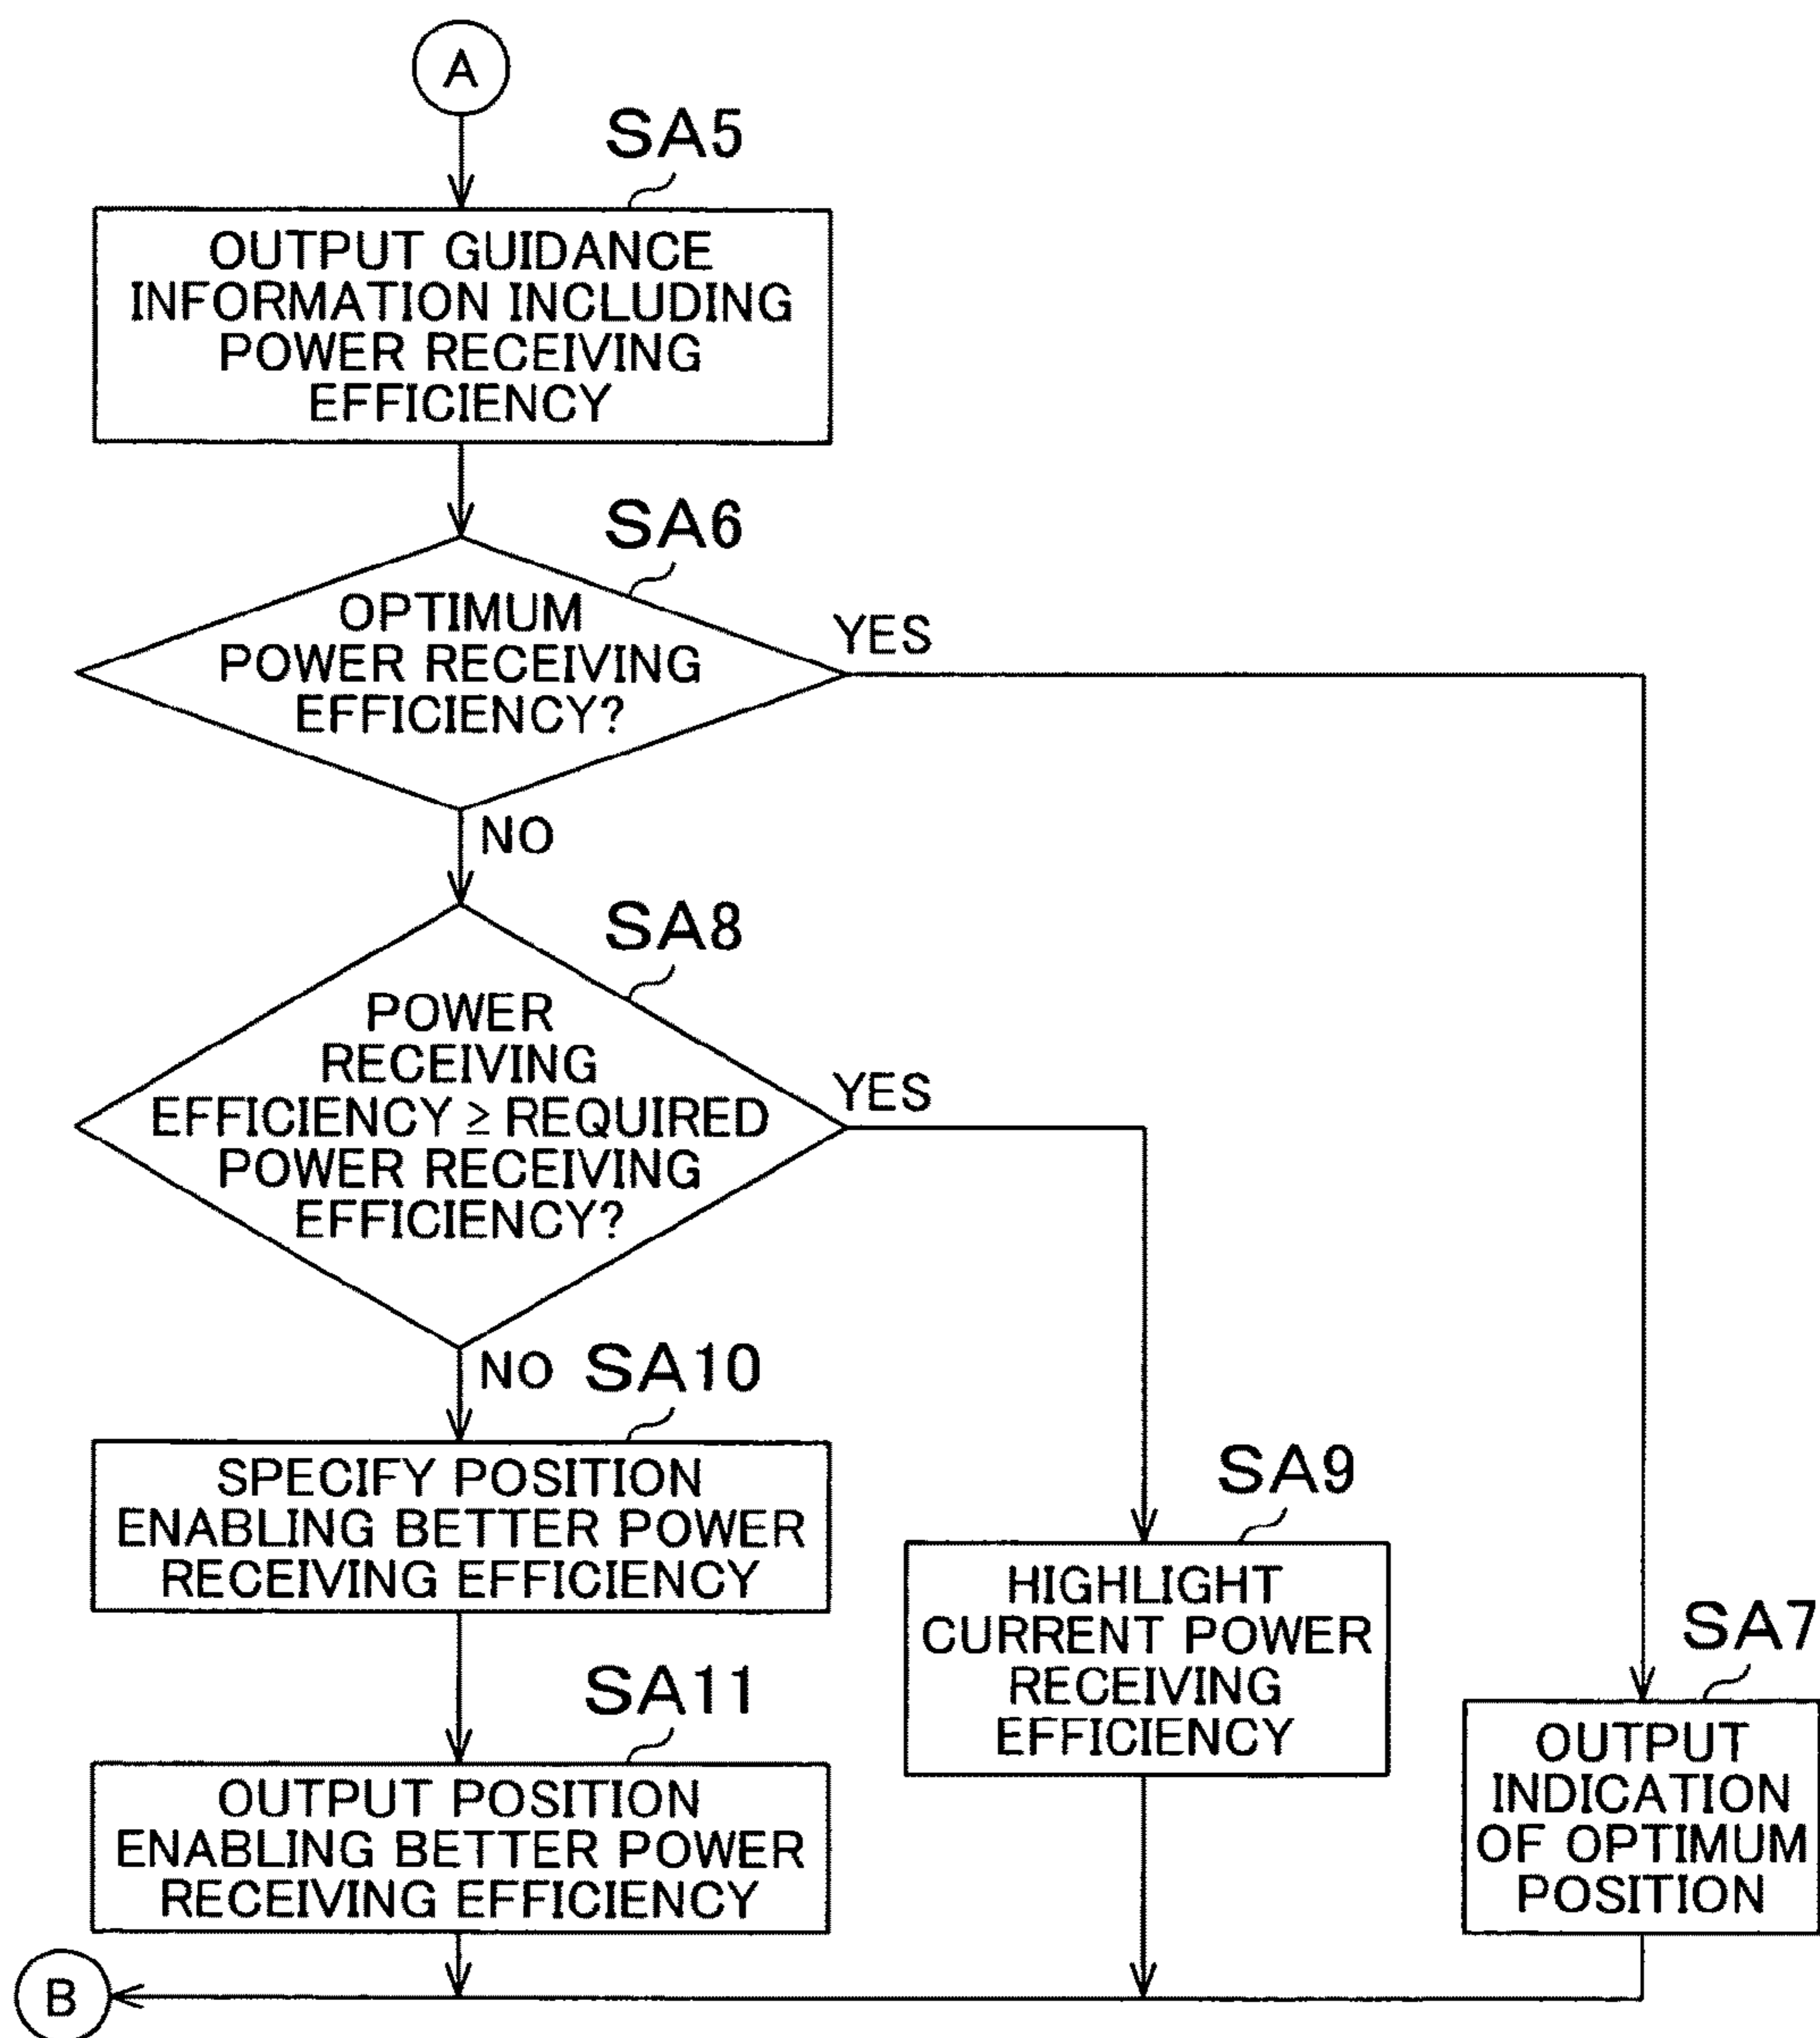 A
SA5
OUTPUT GUIDANCE
INFORMATION INCLUDING
POWER RECEIVING
EFFICIENCY
SA6
OPTIMUM
POWER RECEIVING
EFFICIENCY?
YES
NO
SA8
POWER
RECEIVING
EFFICIENCY ≥ REQUIRED
POWER RECEIVING
EFFICIENCY?
YES
NO
SA10
SPECIFY POSITION
ENABLING BETTER POWER
RECEIVING EFFICIENCY
SA11
OUTPUT POSITION
ENABLING BETTER POWER
RECEIVING EFFICIENCY
SA9
HIGHLIGHT
CURRENT POWER
RECEIVING
EFFICIENCY
SA7
OUTPUT
INDICATION
OF OPTIMUM
POSITION
B